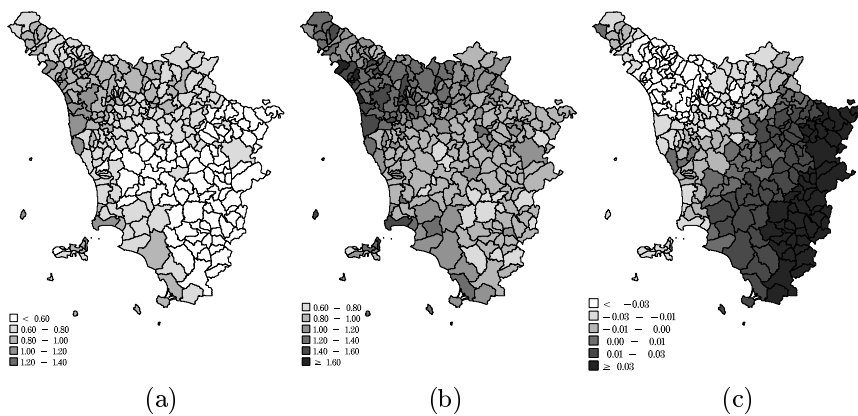 < 0.60
0.60 – 0.80
0.80 – 1.00
1.00 – 1.20
1.20 – 1.40
0.60 – 0.80
0.80 – 1.00
1.00 – 1.20
1.20 – 1.40
1.40 – 1.60
≥ 1.60
< −0.03
−0.03 – −0.01
−0.01 – 0.00
0.00 – 0.01
0.01 – 0.03
≥ 0.03
(a) (b) (c)